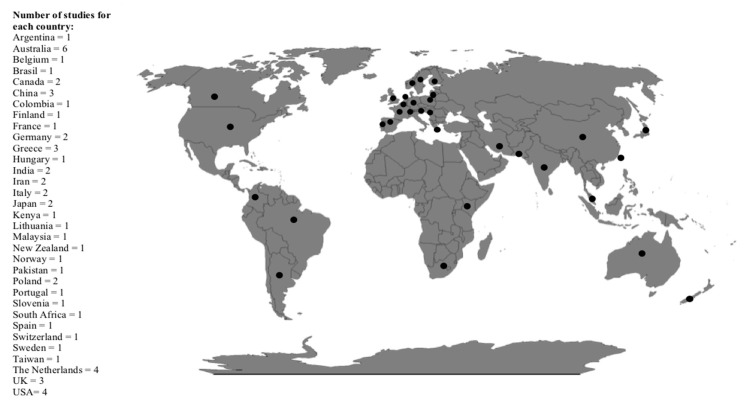 Number of studies for
each country:
Argentina = 1
Australia = 6
Belgium = 1
Brasil = 1
Canada = 2
China = 3
Colombia = 1
Finland = 1
France = 1
Germany = 2
Greece = 3
Hungary = 1
India = 2
Iran = 2
Italy = 2
Japan = 2
Kenya = 1
Lithuania = 1
Malaysia = 1
New Zealand = 1
Norway = 1
Pakistan = 1
Poland = 2
Portugal = 1
Slovenia = 1
South Africa = 1
Spain = 1
Switzerland = 1
Sweden = 1
Taiwan = 1
The Netherlands = 4
UK = 3
USA= 4